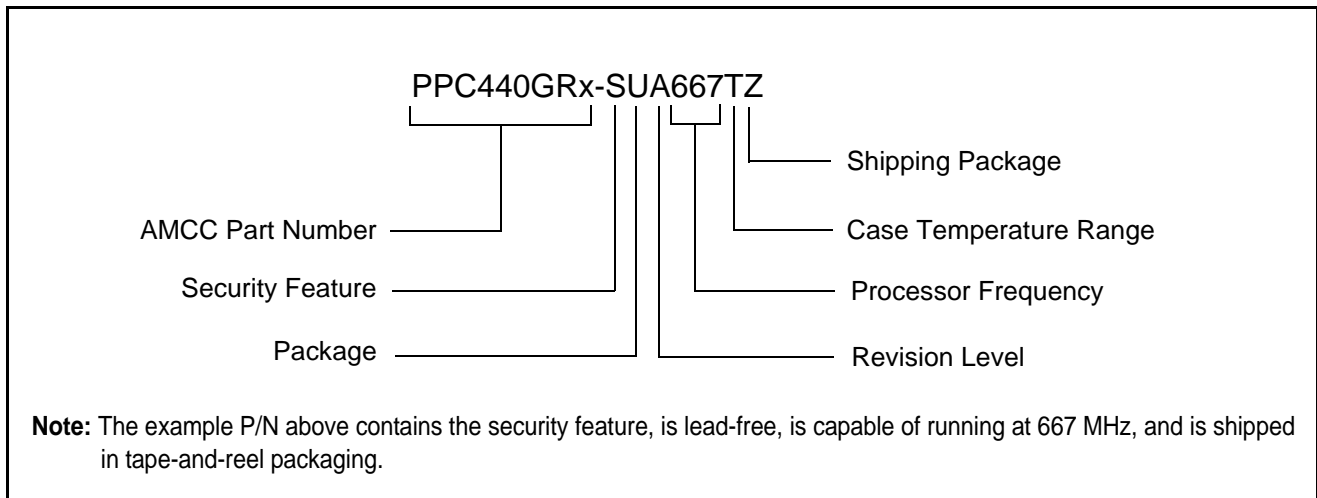 PPC440GRx-SUA667TZ
Shipping Package
AMCC Part Number
Case Temperature Range
Security Feature
Processor Frequency
Package
Revision Level
Note: The example P/N above contains the security feature, is lead-free, is capable of running at 667 MHz, and is shipped
in tape-and-reel packaging.